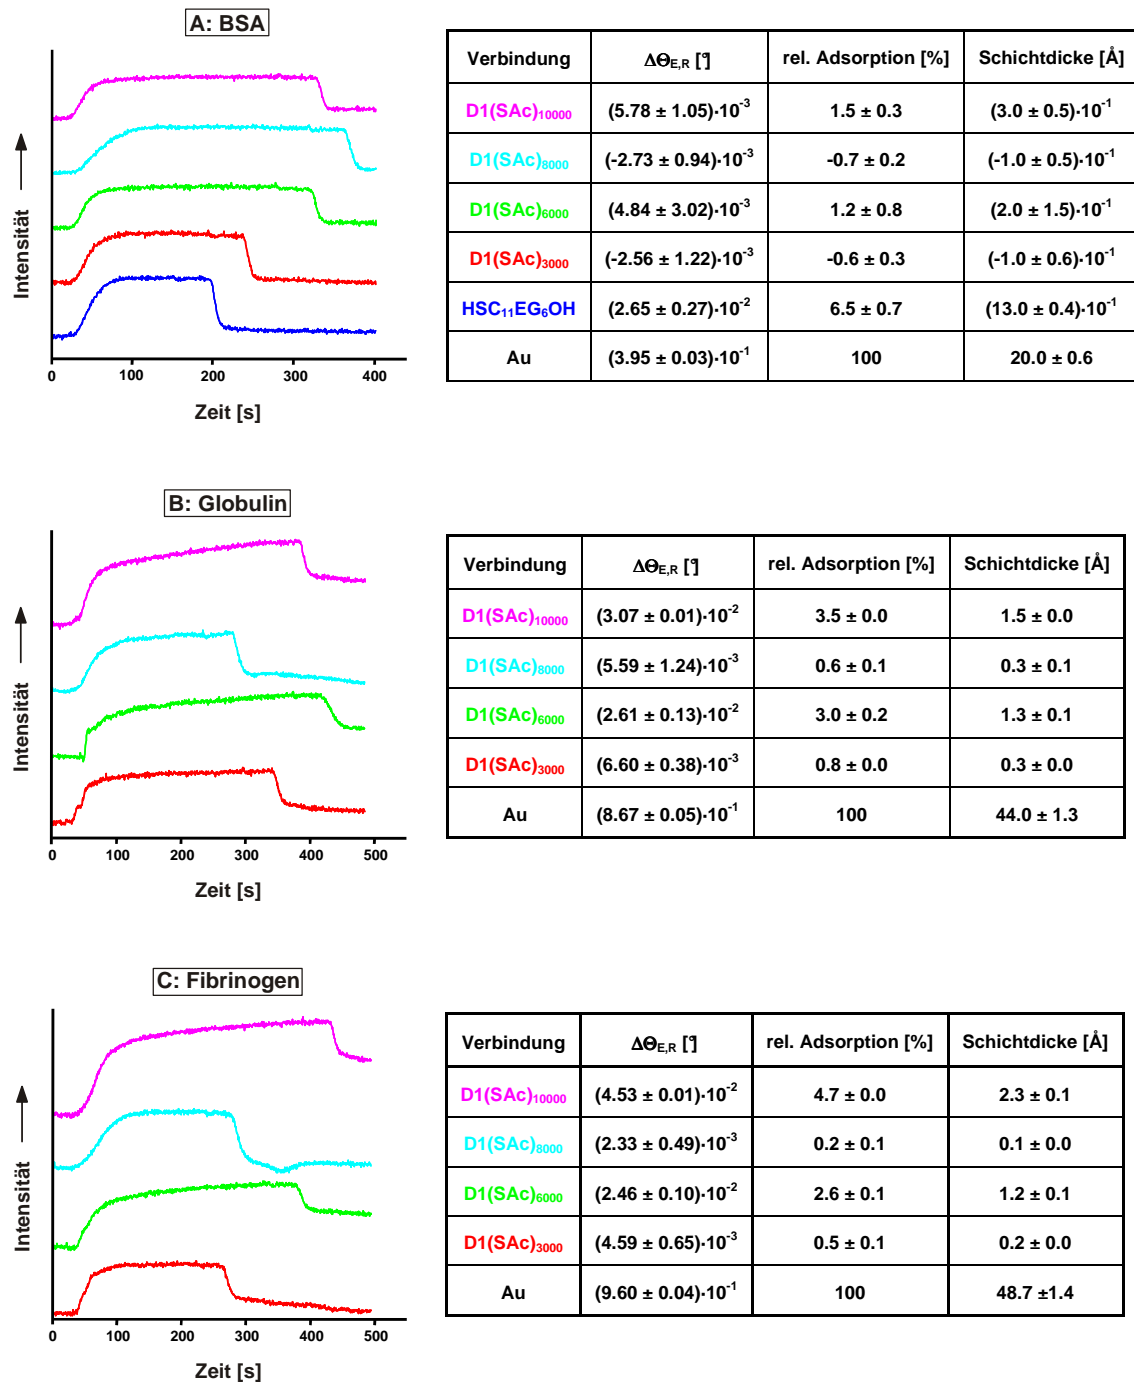 A: BSA
Intensität
0 100 200 300 400
Zeit [s]
Verbindung ΔΘE,R [°] rel. Adsorption [%] Schichtdicke [Å]
D1(SAc)10000 (5.78 ± 1.05)·10-3 1.5 ± 0.3 (3.0 ± 0.5)·10-1
D1(SAc)8000 (-2.73 ± 0.94)·10-3 -0.7 ± 0.2 (-1.0 ± 0.5)·10-1
D1(SAc)6000 (4.84 ± 3.02)·10-3 1.2 ± 0.8 (2.0 ± 1.5)·10-1
D1(SAc)3000 (-2.56 ± 1.22)·10-3 -0.6 ± 0.3 (-1.0 ± 0.6)·10-1
HSC11EG6OH (2.65 ± 0.27)·10-2 6.5 ± 0.7 (13.0 ± 0.4)·10-1
Au (3.95 ± 0.03)·10-1 100 20.0 ± 0.6
B: Globulin
Intensität
0 100 200 300 400 500
Zeit [s]
Verbindung ΔΘE,R [°] rel. Adsorption [%] Schichtdicke [Å]
D1(SAc)10000 (3.07 ± 0.01)·10-2 3.5 ± 0.0 1.5 ± 0.0
D1(SAc)8000 (5.59 ± 1.24)·10-3 0.6 ± 0.1 0.3 ± 0.1
D1(SAc)6000 (2.61 ± 0.13)·10-2 3.0 ± 0.2 1.3 ± 0.1
D1(SAc)3000 (6.60 ± 0.38)·10-3 0.8 ± 0.0 0.3 ± 0.0
Au (8.67 ± 0.05)·10-1 100 44.0 ± 1.3
C: Fibrinogen
Intensität
0 100 200 300 400 500
Zeit [s]
Verbindung ΔΘE,R [°] rel. Adsorption [%] Schichtdicke [Å]
D1(SAc)10000 (4.53 ± 0.01)·10-2 4.7 ± 0.0 2.3 ± 0.1
D1(SAc)8000 (2.33 ± 0.49)·10-3 0.2 ± 0.1 0.1 ± 0.0
D1(SAc)6000 (2.46 ± 0.10)·10-2 2.6 ± 0.1 1.2 ± 0.1
D1(SAc)3000 (4.59 ± 0.65)·10-3 0.5 ± 0.1 0.2 ± 0.0
Au (9.60 ± 0.04)·10-1 100 48.7 ±1.4